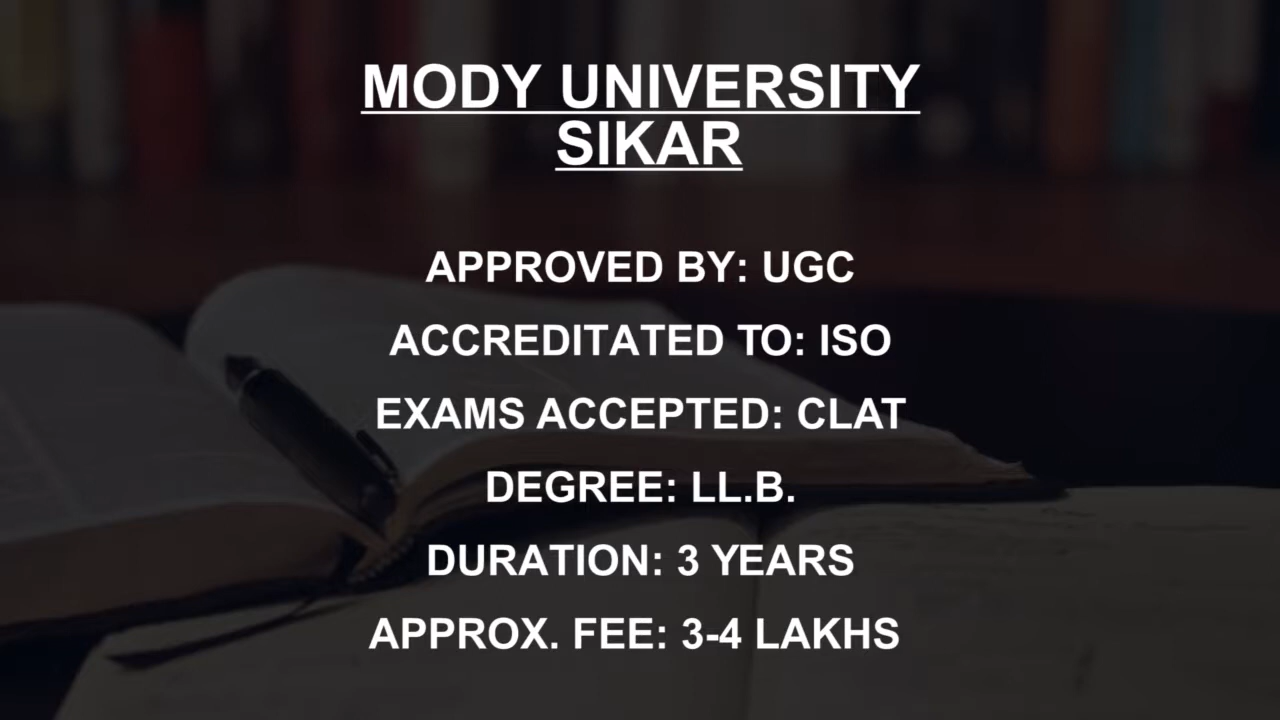 MODY UNIVERSITY
SIKAR
APPROVED BY: UGC
ACCREDITATED TO: ISO
EXAMS ACCEPTED: CLAT
DEGREE: LL.B.
DURATION: 3 YEARS
APPROX. FEE: 3-4 LAKHS